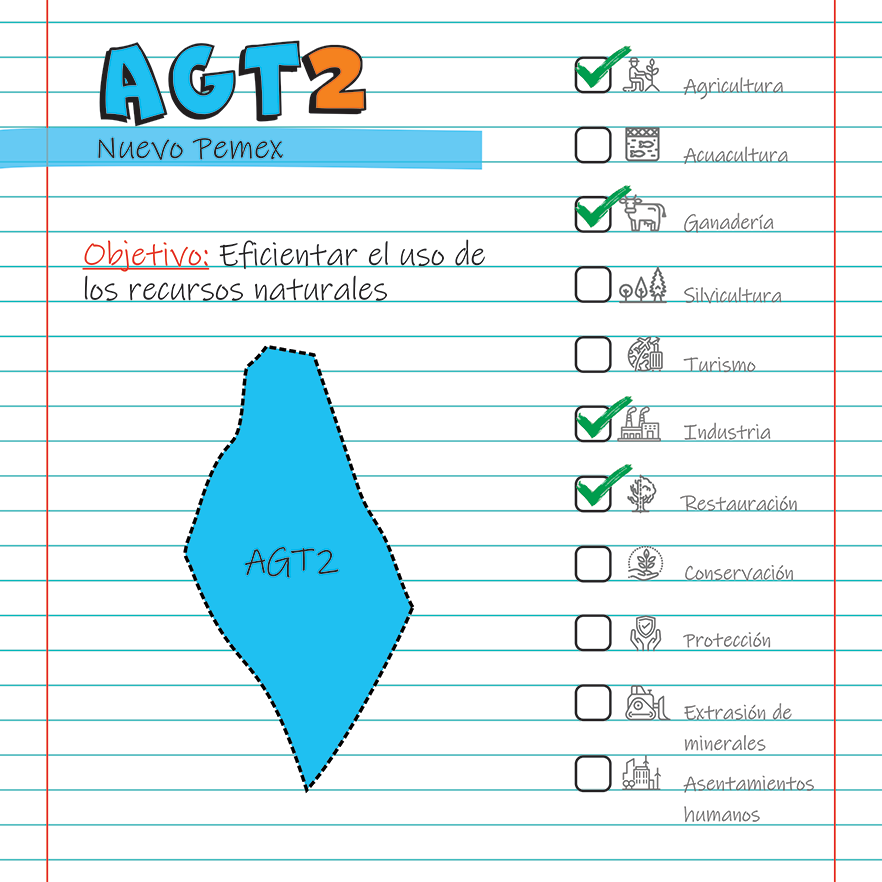 AGT2
Nuevo Pemex
Objetivo: Eficientar el uso de
los recursos naturales
AGT2
Agricultura
Acuacultura
Ganadería
Silvicultura
Turismo
Industria
Restauración
Conservación
Protección
Extrasión de
minerales
Asentamientos
humanos